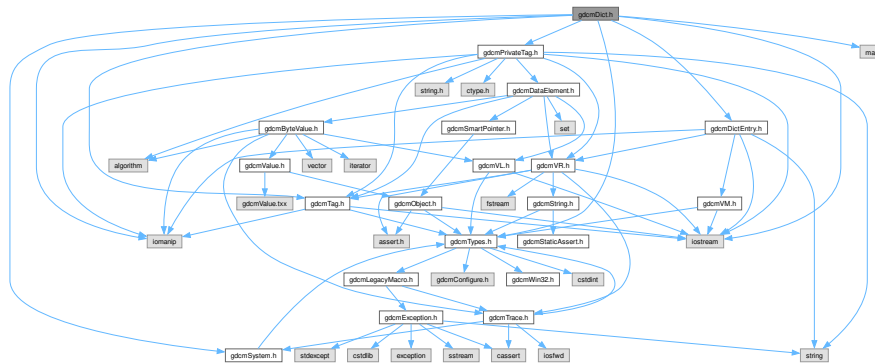 gdcmDict.h
gdcmPrivateTag.h
ma
string.h
ctype.h
gdcmDataElement.h
gdcmByteValue.h
gdcmSmartPointer.h
set
gdcmDictEntry.h
algorithm
gdcmValue.h
vector
iterator
gdcmVL.h
gdcmVR.h
gdcmValue.txx
gdcmTag.h
gdcmObject.h
fstream
gdcmString.h
gdcmVM.h
iomanip
assert.h
gdcmTypes.h
gdcmStaticAssert.h
iostream
gdcmLegacyMacro.h
gdcmConfigure.h
gdcmWin32.h
cstdint
gdcmException.h
gdcmTrace.h
gdcmSystem.h
stdexcept
cstdlib
exception
sstream
cassert
iosfwd
string